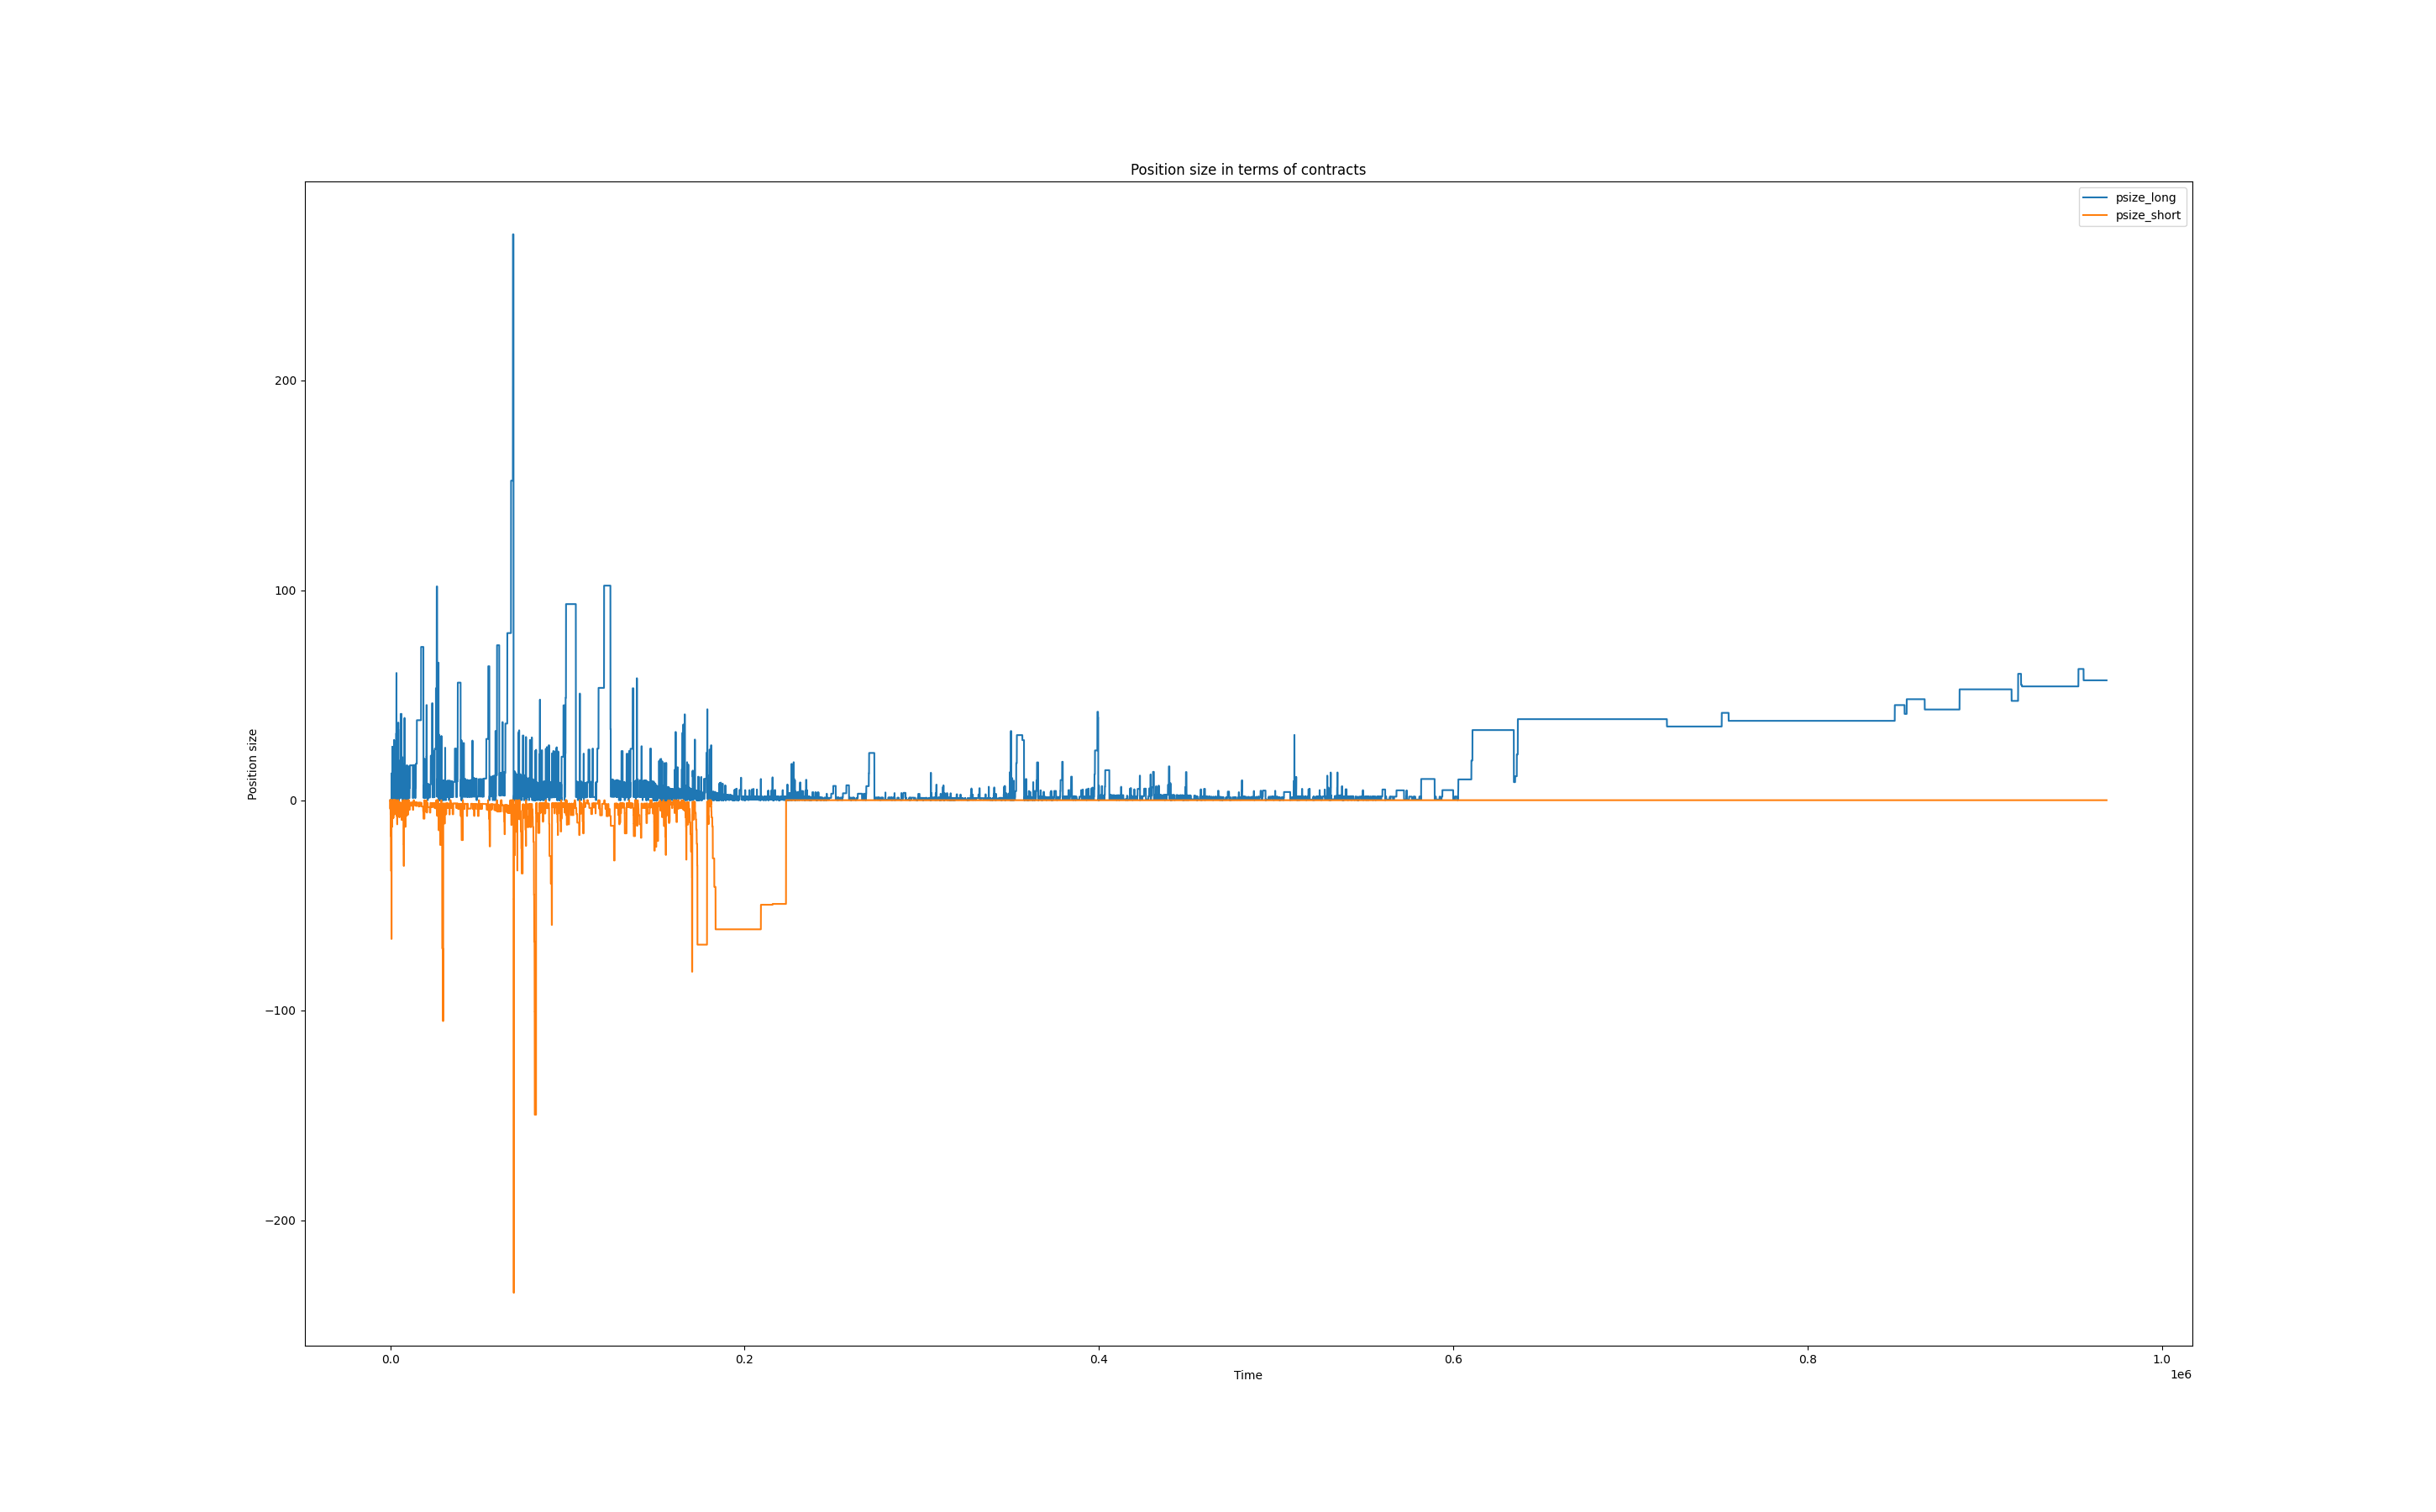 Position size in terms of contracts
psize_long
psize_short
Position size
200
100
0
−100
−200
0.0
0.2
0.4
0.6
0.8
1.0
Time
1e6